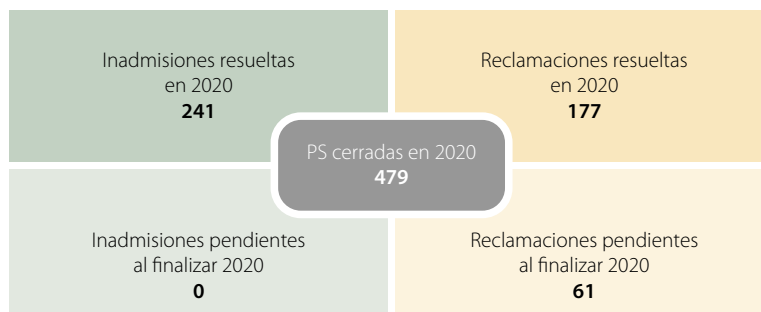 Inadmisiones resueltas
en 2020
241
Reclamaciones resueltas
en 2020
177
PS cerradas en 2020
479
Inadmisiones pendientes
al finalizar 2020
0
Reclamaciones pendientes
al finalizar 2020
61